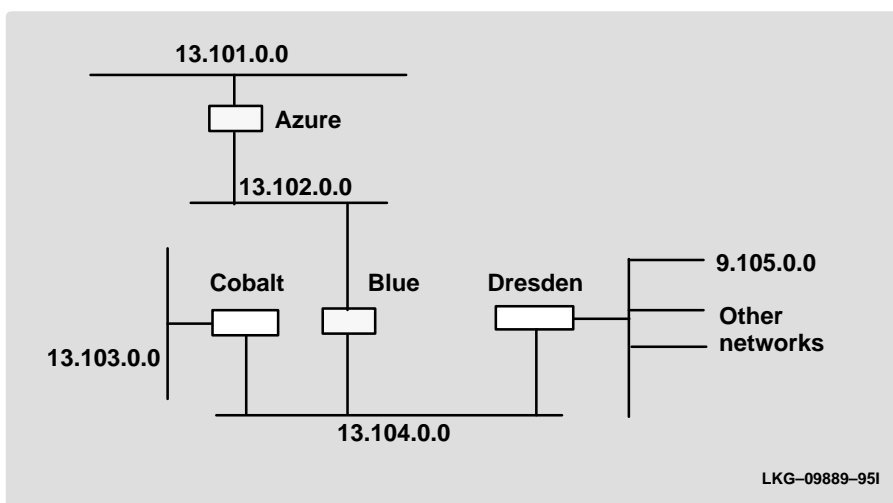 13.101.0.0
Azure
13.102.0.0
Cobalt
Blue
Dresden
9.105.0.0
Other
networks
13.103.0.0
13.104.0.0
LKG–09889–95I